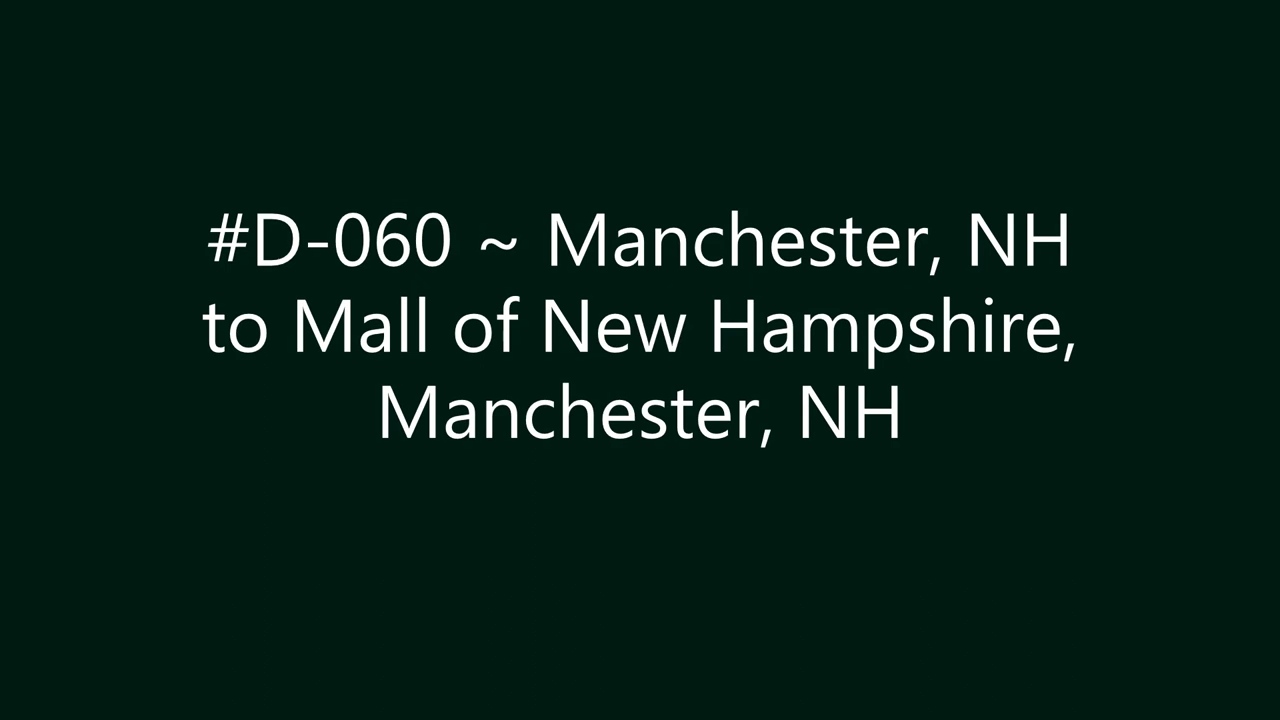 #D-060 ~ Manchester, NH
to Mall of New Hampshire,
Manchester, NH